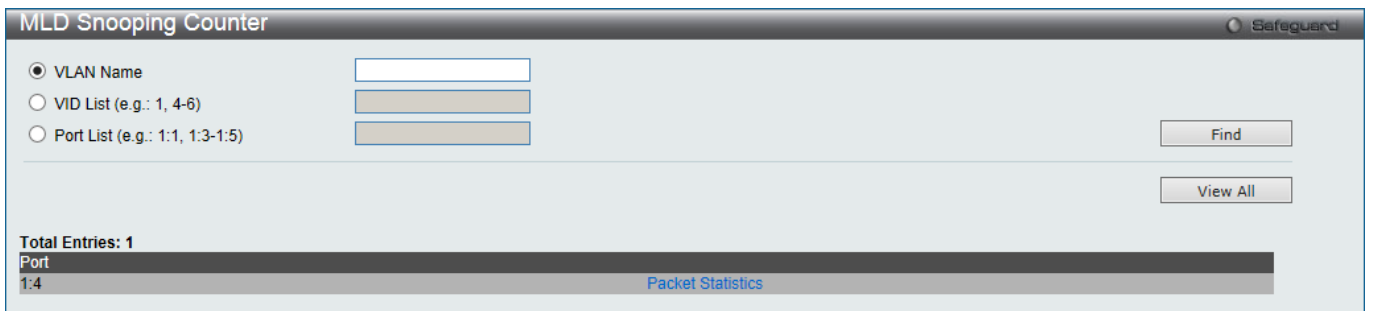 MLD Snooping Counter
Safeguard
VLAN Name
VID List (e.g.: 1, 4-6)
Port List (e.g.: 1:1, 1:3-1:5)
Find
View All
Total Entries: 1
Port
1:4 Packet Statistics